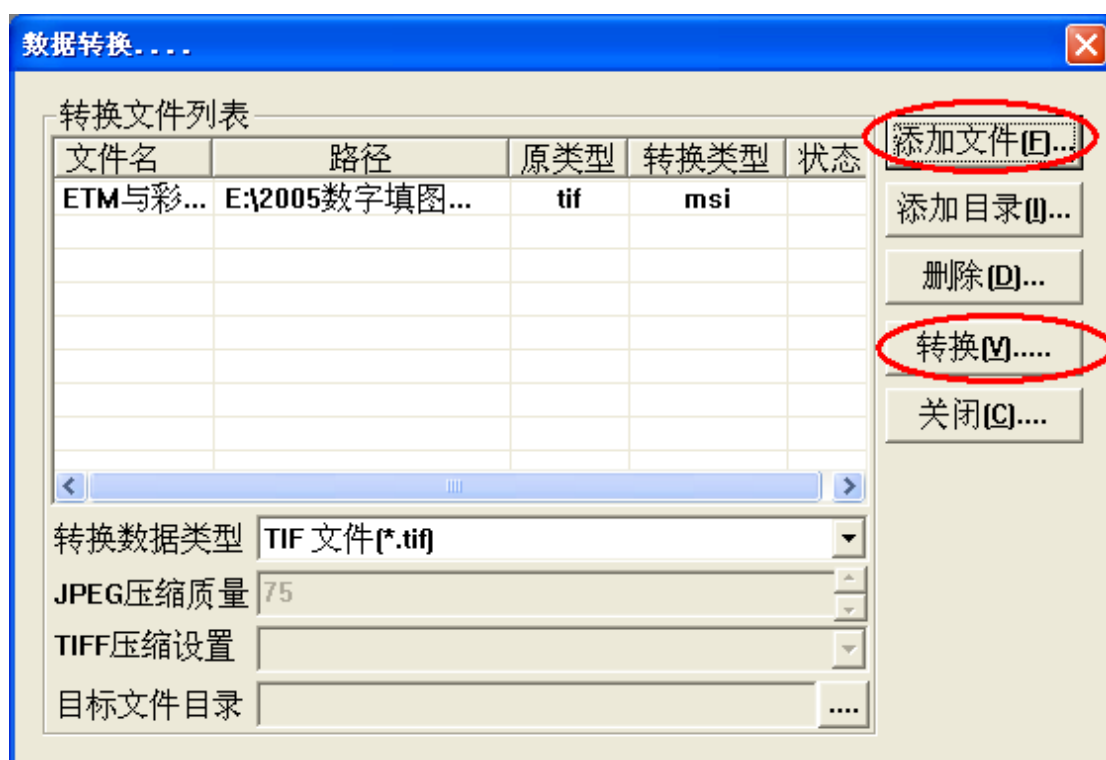 数据转换....
转换文件列表
文件名 路径 原类型 转换类型 状态
ETM与彩... E:\2005数字填图... tif msi
添加文件(F)...
添加目录(I)...
删除(D)...
转换(V).....
关闭(C)....
转换数据类型 TIF 文件(*.tif)
JPEG压缩质量 75
TIFF压缩设置
目标文件目录 ....